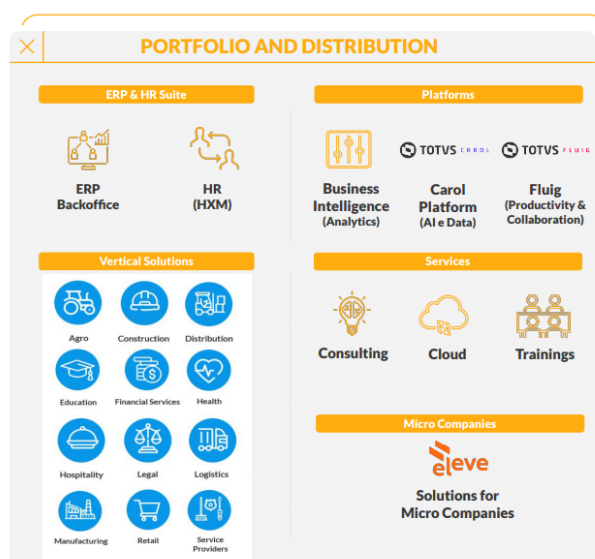 PORTFOLIO AND DISTRIBUTION
ERP & HR Suite
ERP
Backoffice
HR
(HXM)
Platforms
Business
Intelligence
(Analytics)
TOTVS CAROL
Carol
Platform
(AI e Data)
TOTVS FLUIG
Fluig
(Productivity &
Collaboration)
Vertical Solutions
Agro
Construction
Distribution
Education
Financial Services
Health
Hospitality
Legal
Logistics
Manufacturing
Retail
Service
Providers
Services
Consulting
Cloud
Trainings
Micro Companies
eleve
Solutions for
Micro Companies